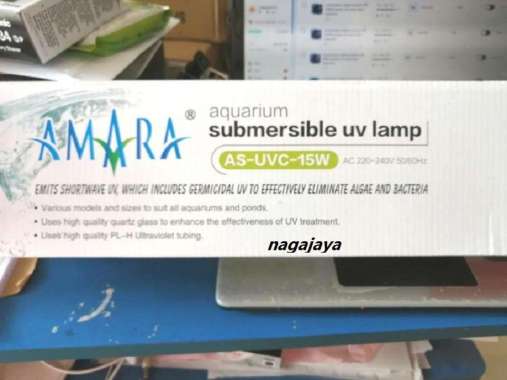 AMARA®
aquarium
submersible uv lamp
AS-UVC-15W AC 220-240V 50/60Hz
EMITS SHORTWAVE UV, WHICH INCLUDES GERMICIDAL UV TO EFFECTIVELY ELIMINATE ALGAE AND BACTERIA
• Various models and sizes to suit all aquariums and ponds.
• Uses high quality quartz glass to enhance the effectiveness of UV treatment.
• Uses high quality PL-H Ultraviolet tubing.
nagajaya